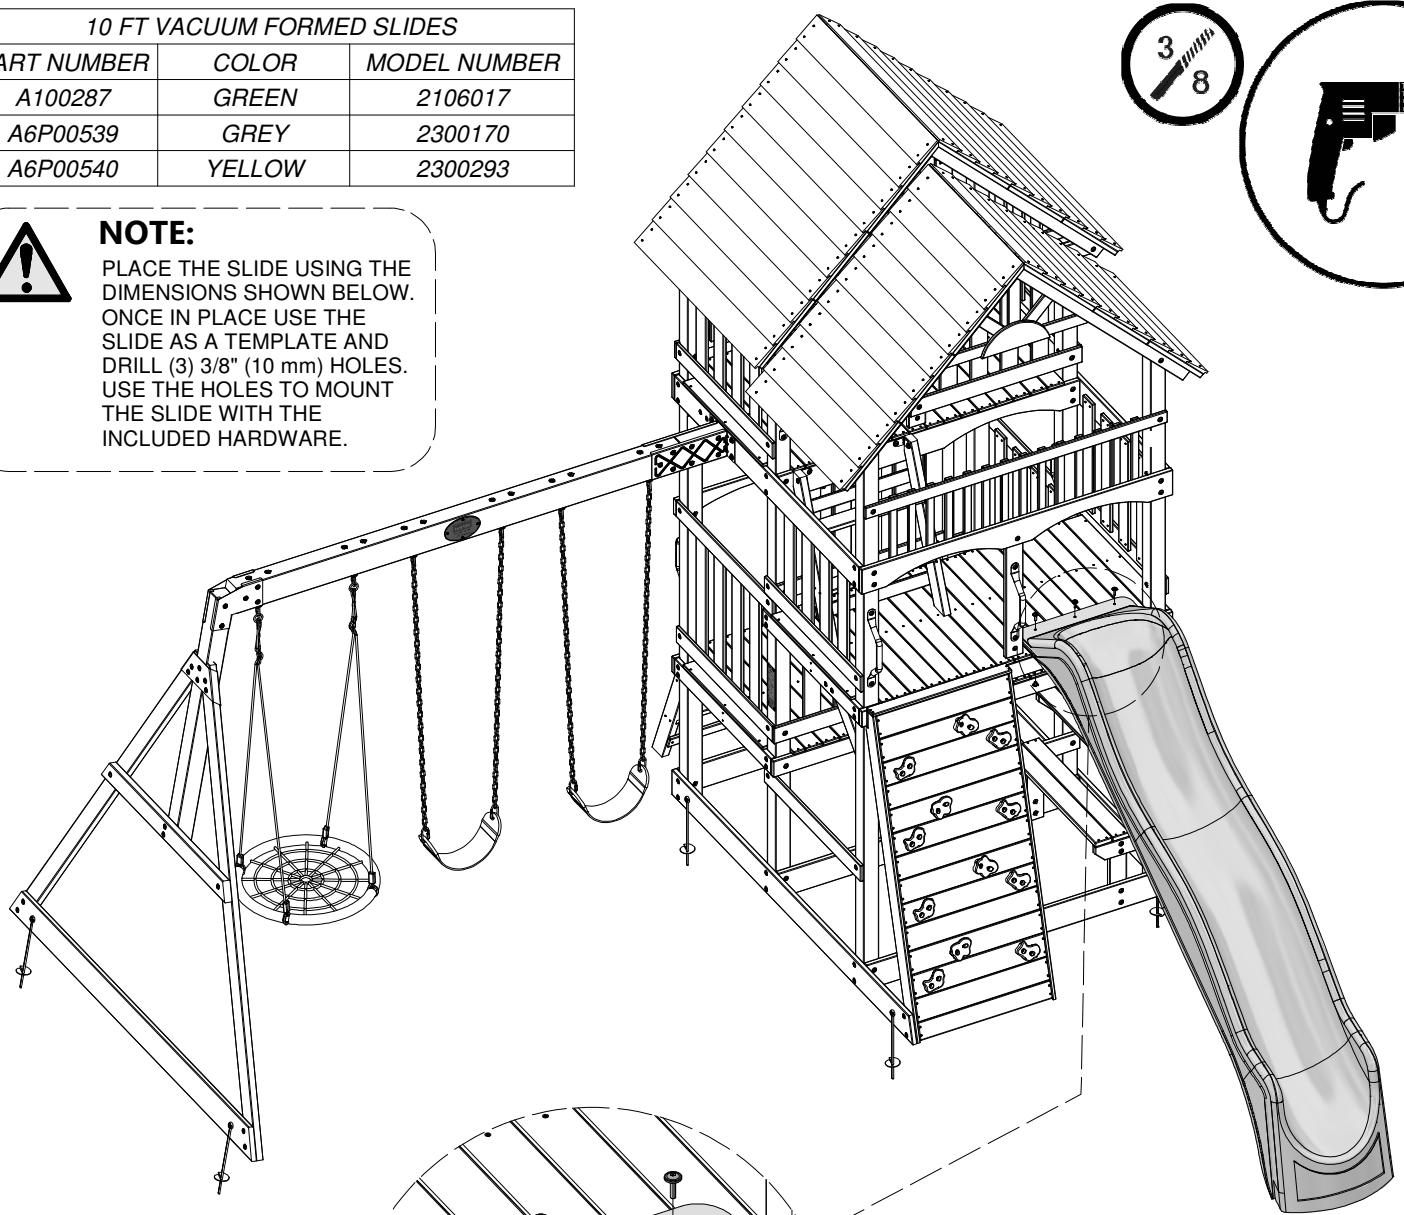 10 FT VACUUM FORMED SLIDES
ART NUMBER COLOR MODEL NUMBER
A100287 GREEN 2106017
A6P00539 GREY 2300170
A6P00540 YELLOW 2300293
NOTE:
PLACE THE SLIDE USING THE
DIMENSIONS SHOWN BELOW.
ONCE IN PLACE USE THE
SLIDE AS A TEMPLATE AND
DRILL (3) 3/8" (10 mm) HOLES.
USE THE HOLES TO MOUNT
THE SLIDE WITH THE
INCLUDED HARDWARE.
3
8